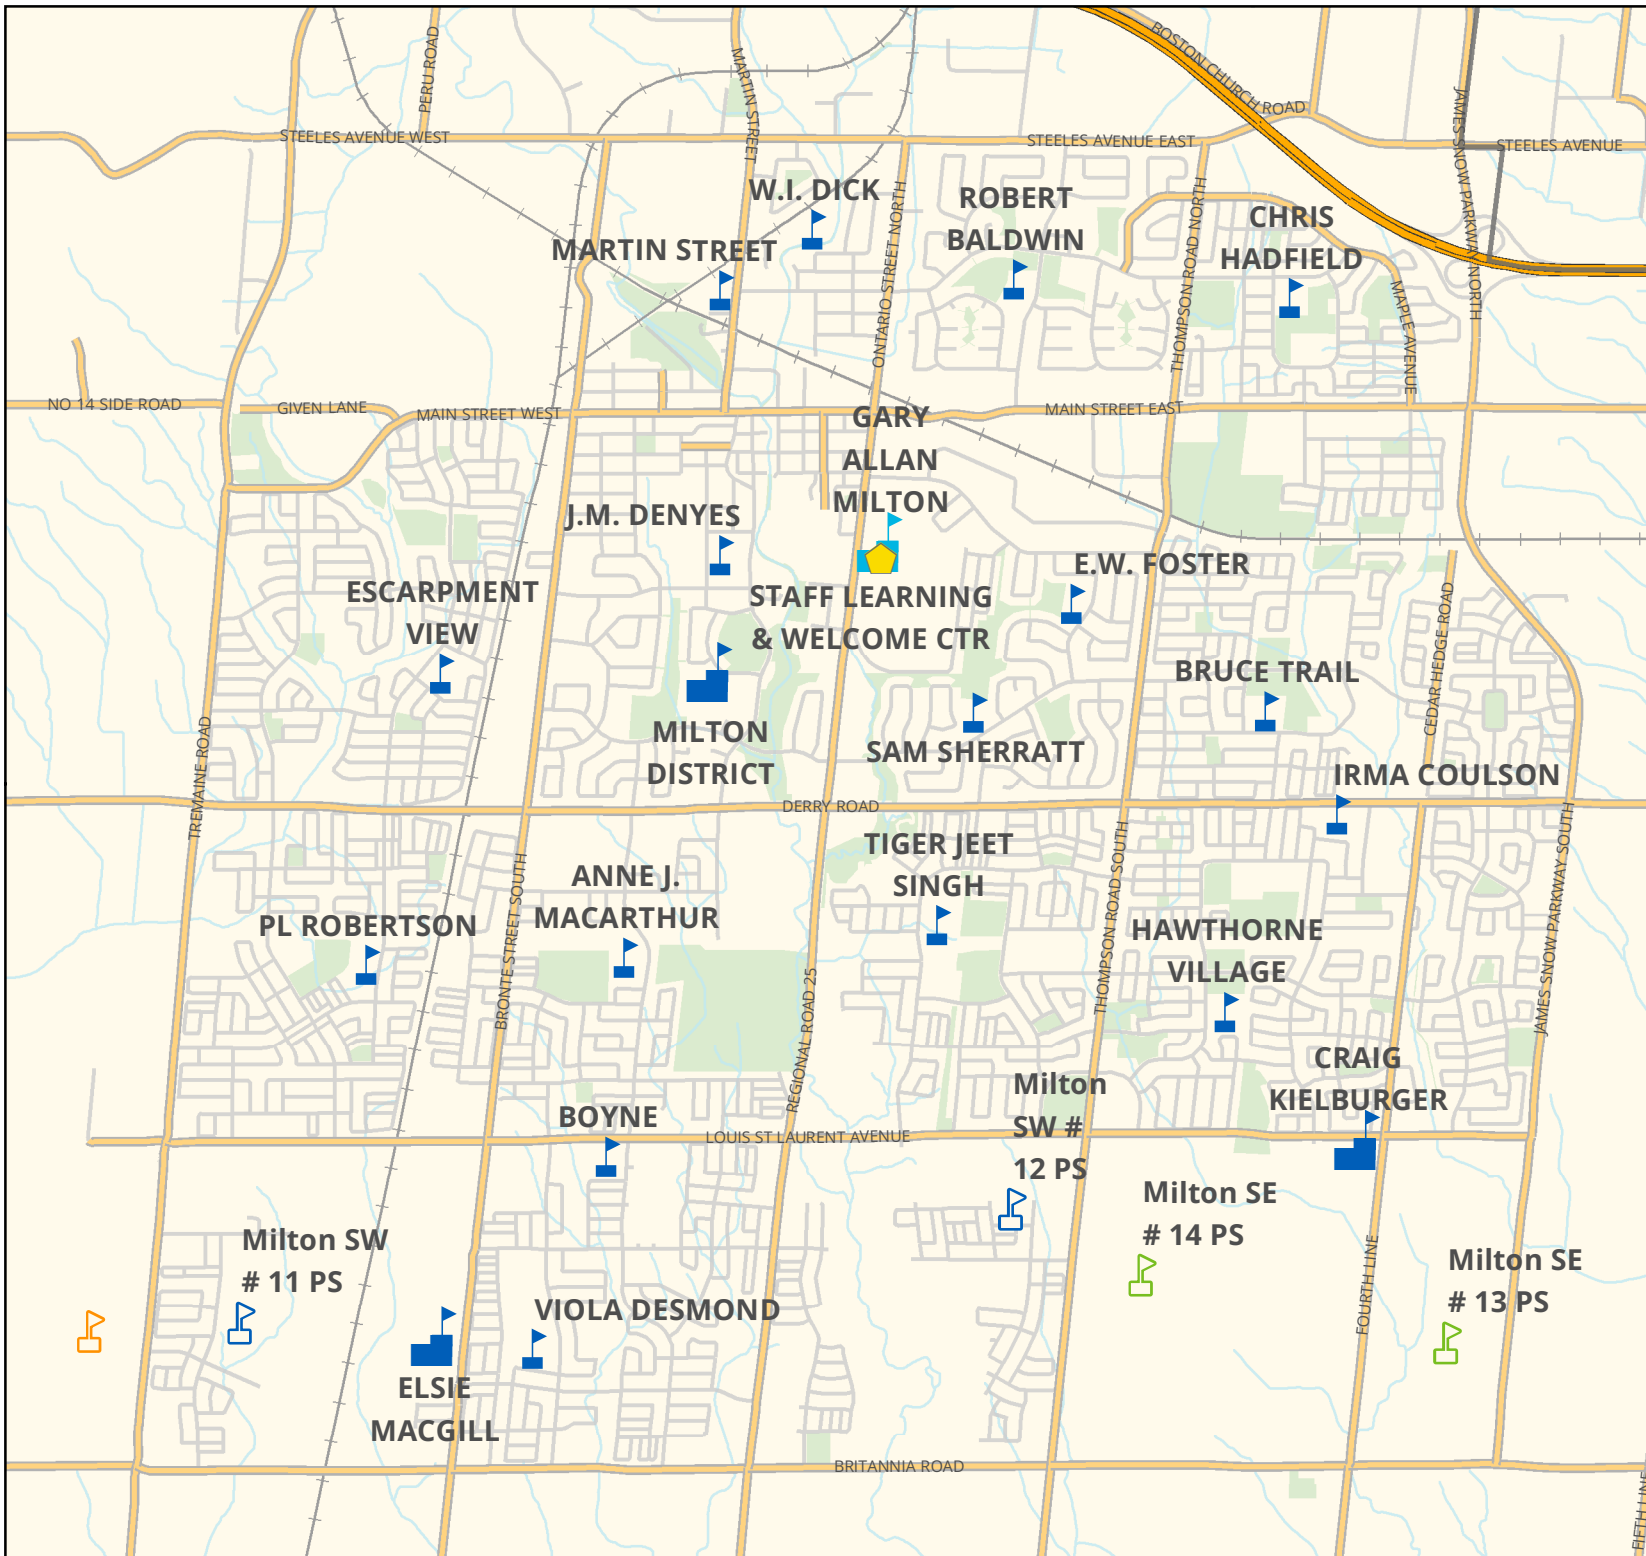 PERU ROAD
MARTIN STREET
BOSTON CHURCH ROAD
JAMES SNOW PARKWAY NORTH
STEELES AVENUE WEST
STEELES AVENUE EAST
STEELES AVENUE
W.I. DICK
ROBERT
BALDWIN
CHRIS
HADFIELD
MARTIN STREET
ONTARIO STREET NORTH
THOMPSON ROAD NORTH
MAPLE AVENUE
NO 14 SIDE ROAD
GIVEN LANE
MAIN STREET WEST
MAIN STREET EAST
GARY
ALLAN
MILTON
J.M. DENYES
E.W. FOSTER
ESCARPMENT
VIEW
STAFF LEARNING
& WELCOME CTR
CEDAR HEDGE ROAD
BRUCE TRAIL
MILTON
DISTRICT
SAM SHERRATT
TREMAINE ROAD
IRMA COULSON
DERRY ROAD
TIGER JEET
SINGH
ANNE J.
MACARTHUR
PL ROBERTSON
BRONTE STREET SOUTH
THOMPSON ROAD SOUTH
JAMES SNOW PARKWAY SOUTH
HAWTHORNE
VILLAGE
REGIONAL ROAD 25
CRAIG
KIELBURGER
Milton
SW #
12 PS
BOYNE
LOUIS ST LAURENT AVENUE
Milton SE
# 14 PS
Milton SW
# 11 PS
Milton SE
# 13 PS
FOURTH LINE
VIOLA DESMOND
ELSIE
MACGILL
BRITANNIA ROAD
FIFTH LINE